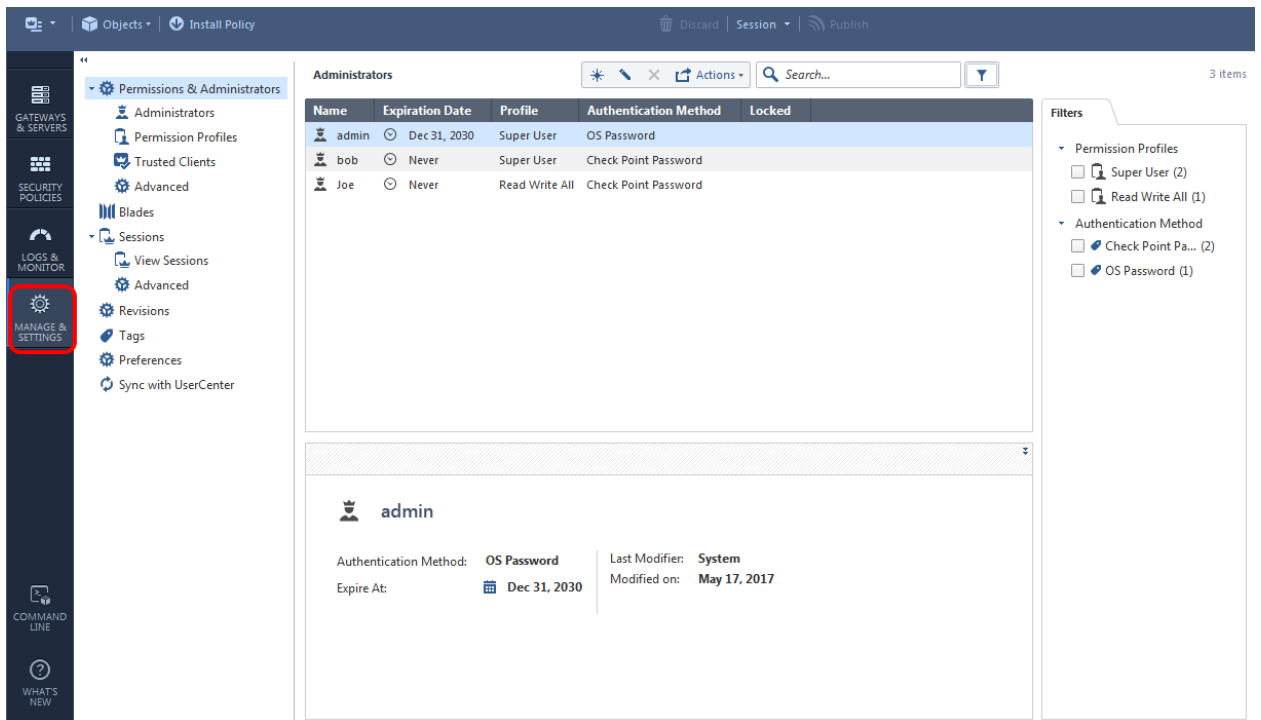 Objects
Install Policy
Discard
Session
Publish
GATEWAYS
& SERVERS
SECURITY
POLICIES
LOGS &
MONITOR
MANAGE &
SETTINGS
COMMAND
LINE
WHAT'S
NEW
Permissions & Administrators
Administrators
Permission Profiles
Trusted Clients
Advanced
Blades
Sessions
View Sessions
Advanced
Revisions
Tags
Preferences
Sync with UserCenter
Administrators
Actions
Search...
3 items
Name Expiration Date Profile Authentication Method Locked
admin Dec 31, 2030 Super User OS Password
bob Never Super User Check Point Password
Joe Never Read Write All Check Point Password
admin
Authentication Method: OS Password
Expire At: Dec 31, 2030
Last Modifier: System
Modified on: May 17, 2017
Filters
Permission Profiles
Super User (2)
Read Write All (1)
Authentication Method
Check Point Pa... (2)
OS Password (1)